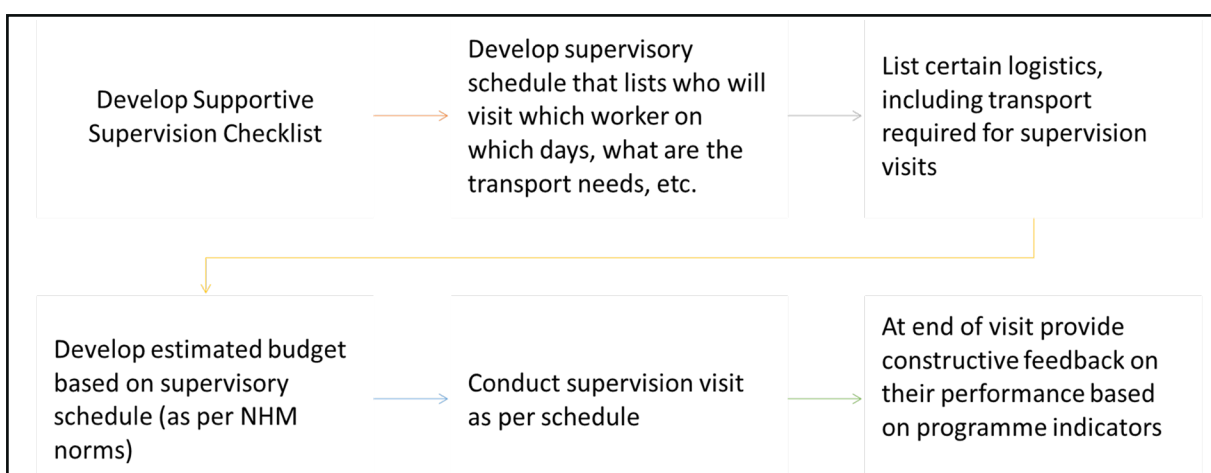 Develop Supportive
Supervision Checklist
Develop supervisory
schedule that lists who will
visit which worker on
which days, what are the
transport needs, etc.
List certain logistics,
including transport
required for supervision
visits
Develop estimated budget
based on supervisory
schedule (as per NHM
norms)
Conduct supervision visit
as per schedule
At end of visit provide
constructive feedback on
their performance based
on programme indicators